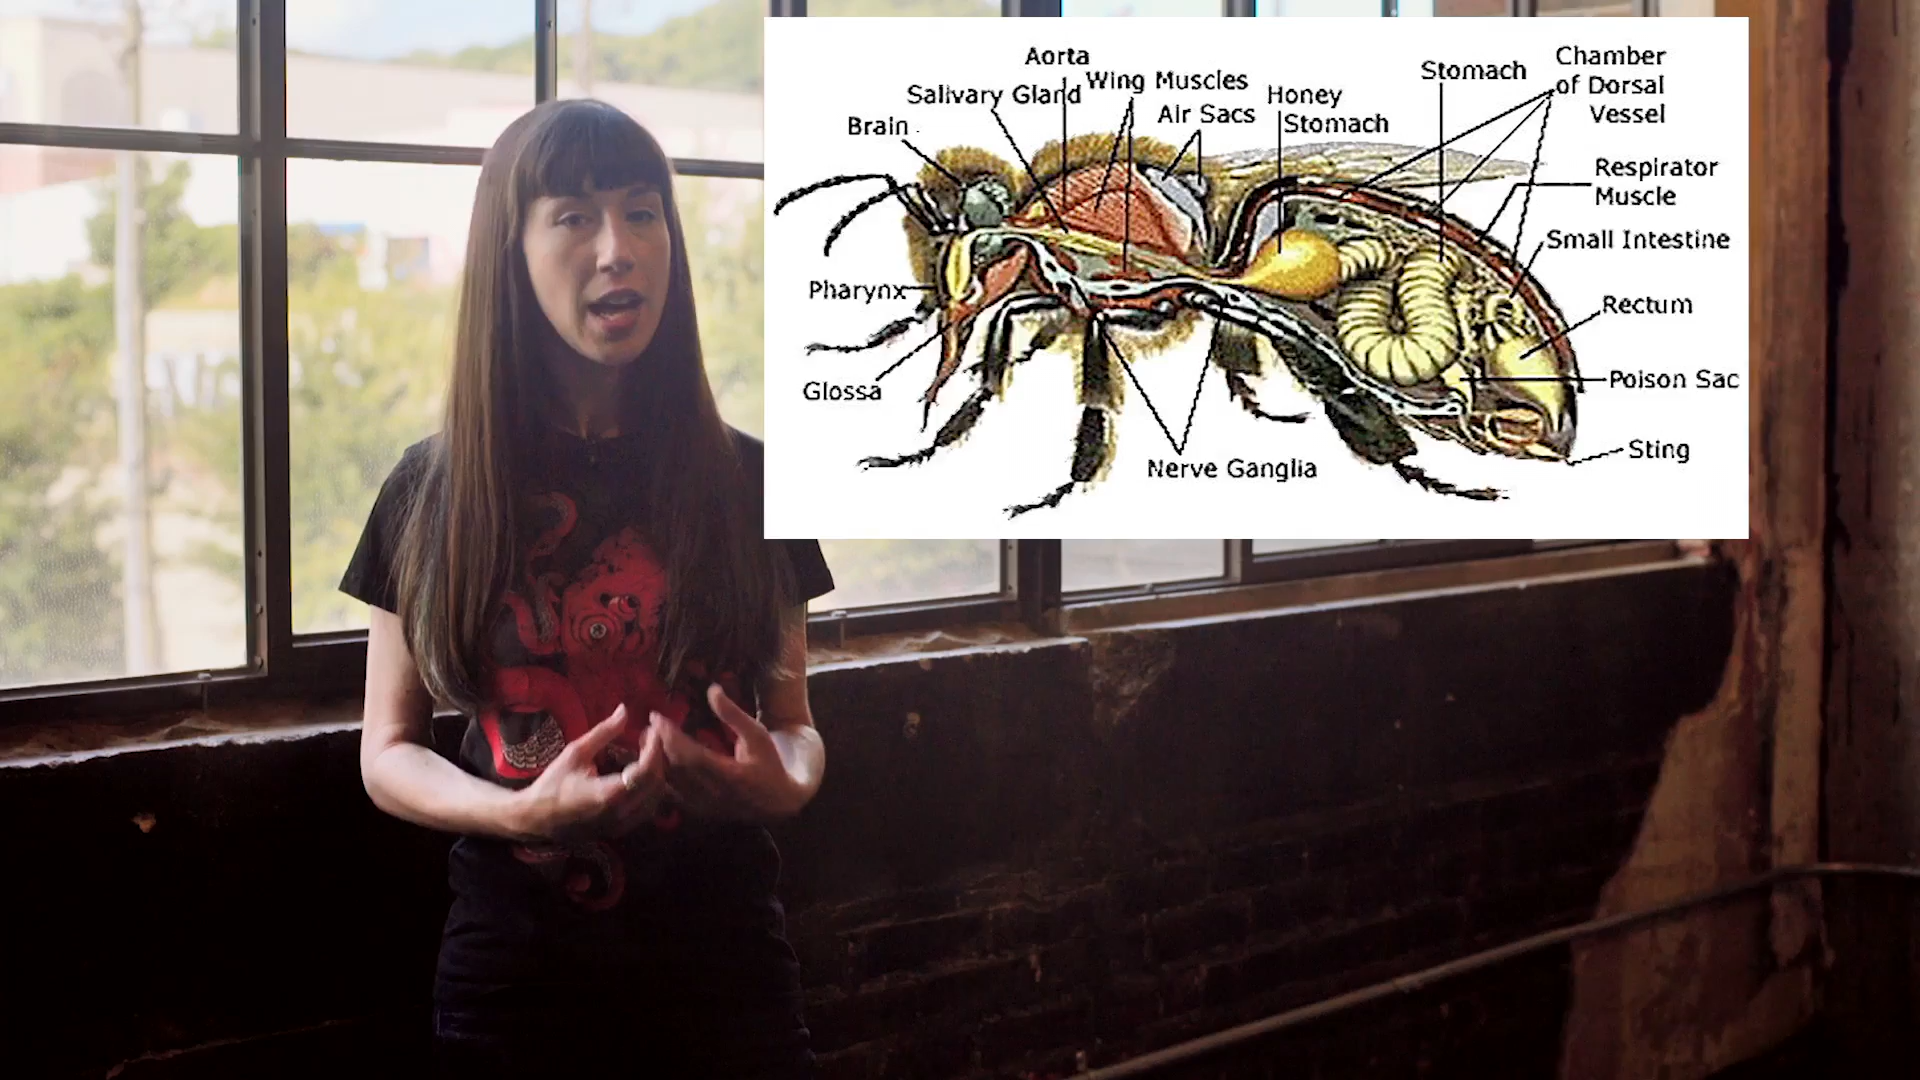 Aorta
Wing Muscles
Salivary Gland
Air Sacs
Brain
Honey
Stomach
Stomach
Chamber
of Dorsal
Vessel
Respirator
Muscle
Small Intestine
Rectum
Poison Sac
Sting
Pharynx
Glossa
Nerve Ganglia